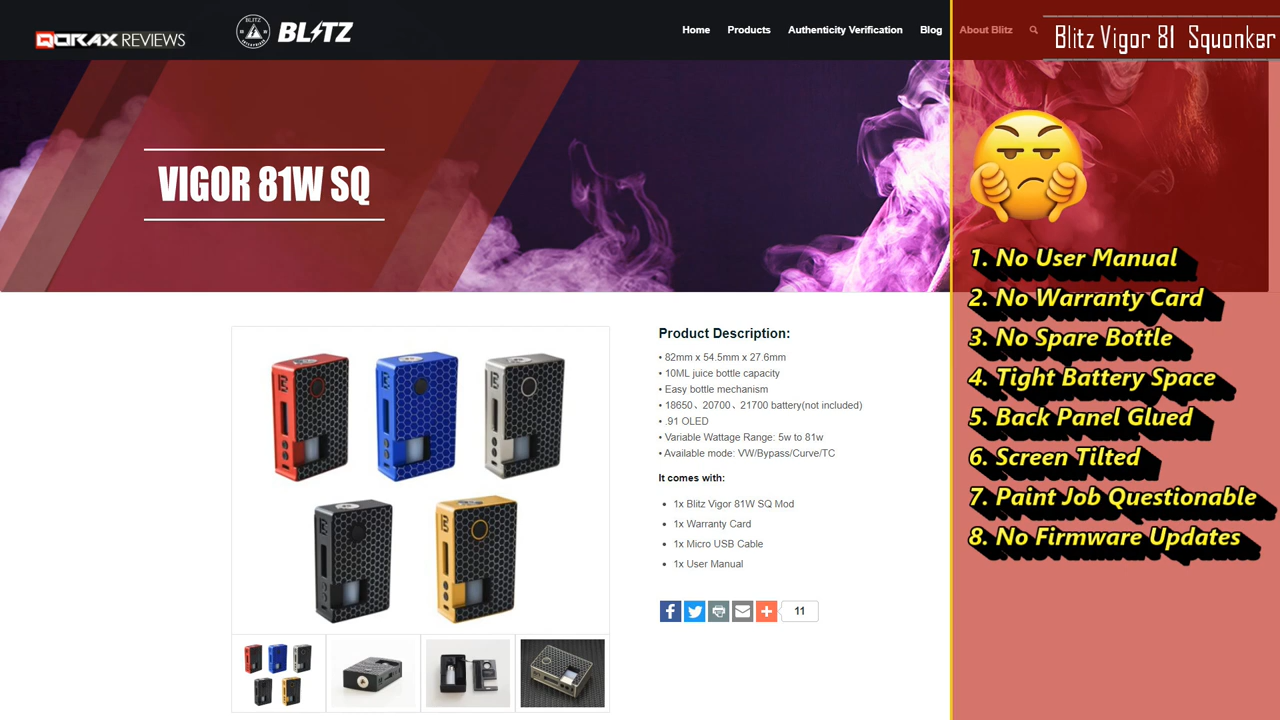 QORAX REVIEWS
BLITZ
ENTERPRISES
BLITZ
Home
Products
Authenticity Verification
Blog
About Blitz
Blitz Vigor 81 Squonker
VIGOR 81W SQ
1. No User Manual
2. No Warranty Card
3. No Spare Bottle
4. Tight Battery Space
5. Back Panel Glued
6. Screen Tilted
7. Paint Job Questionable
8. No Firmware Updates
Product Description:
• 82mm x 54.5mm x 27.6mm
• 10ML juice bottle capacity
• Easy bottle mechanism
• 18650、20700、21700 battery(not included)
• .91 OLED
• Variable Wattage Range: 5w to 81w
• Available mode: VW/Bypass/Curve/TC
It comes with:
• 1x Blitz Vigor 81W SQ Mod
• 1x Warranty Card
• 1x Micro USB Cable
• 1x User Manual
11